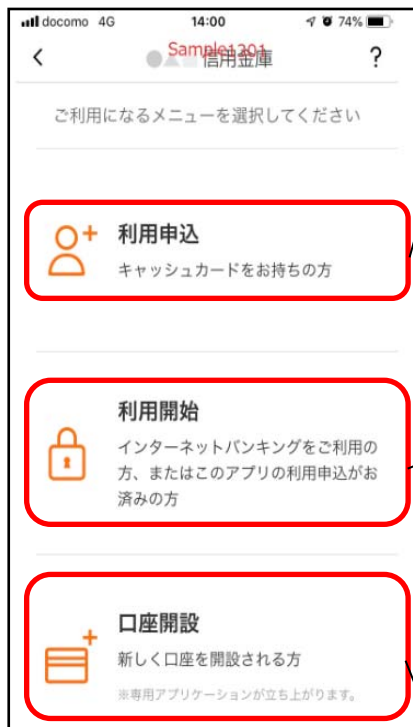 docomo 4G 14:00 74%
Sample1201
信用金庫 ?
ご利用になるメニューを選択してください
利用申込
キャッシュカードをお持ちの方
利用開始
インターネットバンキングをご利用の
方、またはこのアプリの利用申込がお
済みの方
口座開設
新しく口座を開設される方
※専用アプリケーションが立ち上がります。